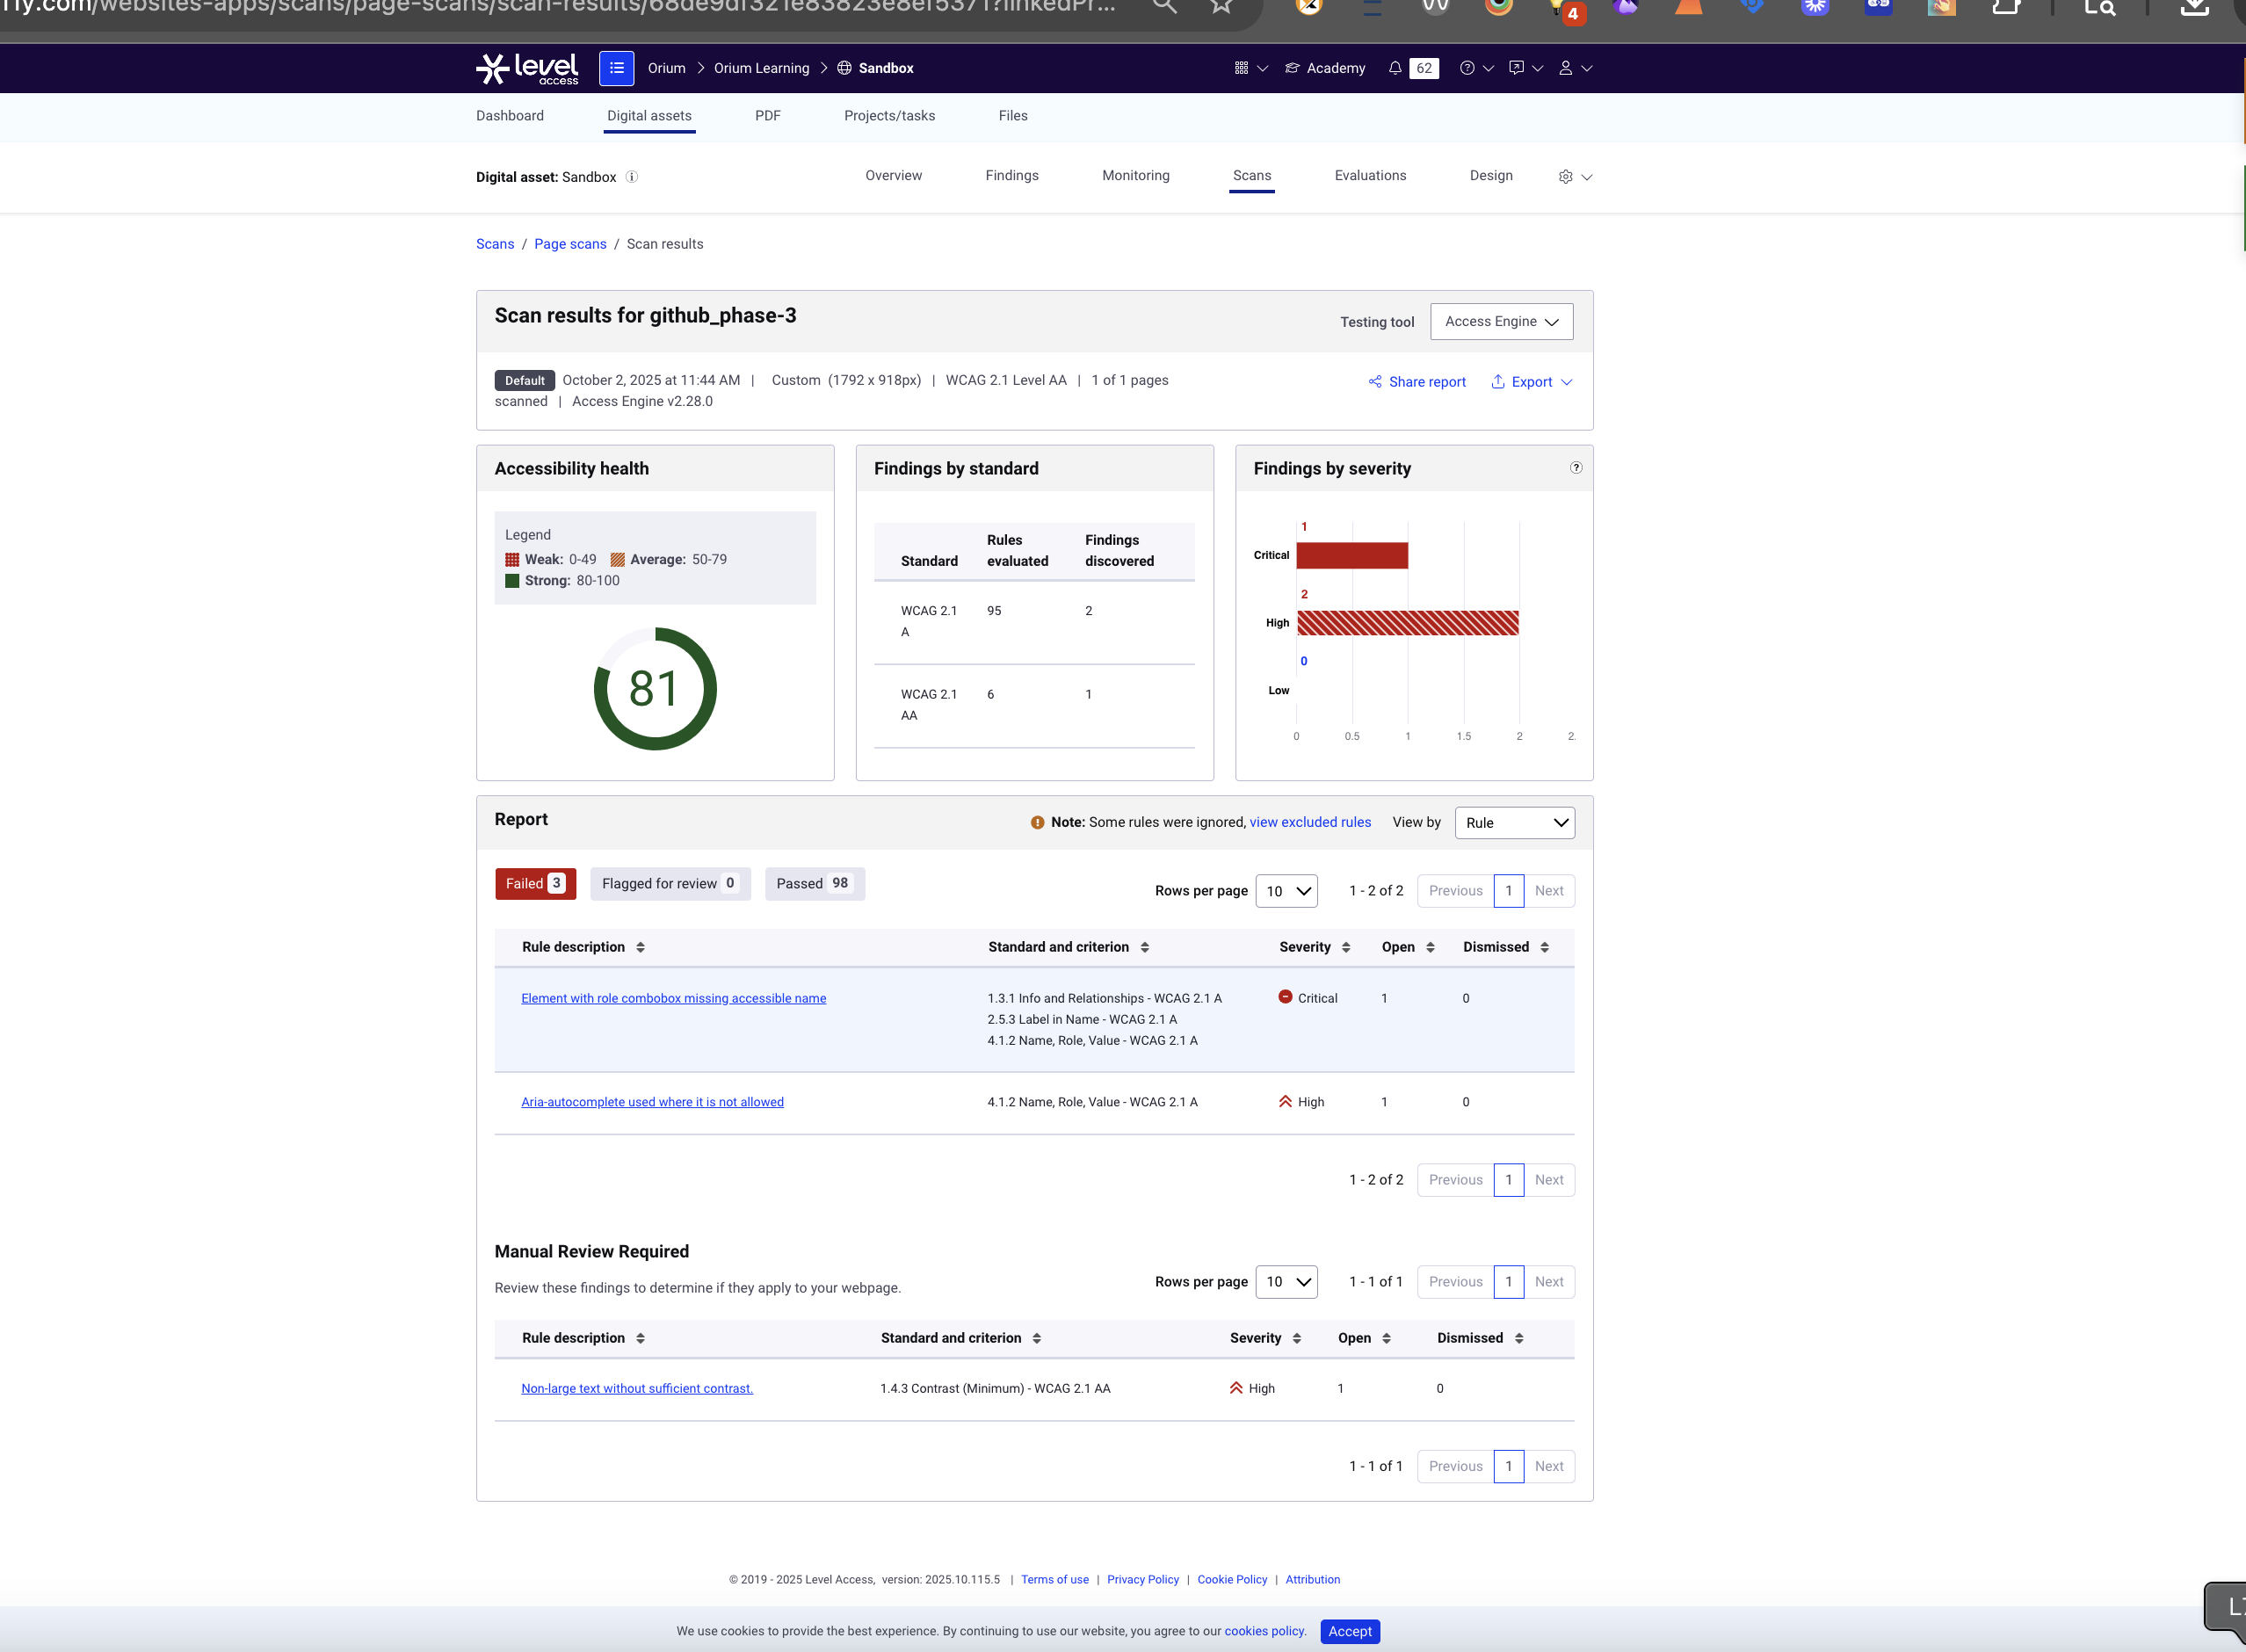 fly.com/websites-apps/scans/page-scans/scan-results/68de9df321e83823e8ef5371?linkedPr...
4
level access
Orium > Orium Learning > Sandbox
Academy
62
Dashboard
Digital assets
PDF
Projects/tasks
Files
Digital asset: Sandbox
Overview
Findings
Monitoring
Scans
Evaluations
Design
Scans / Page scans / Scan results
Scan results for github_phase-3
Testing tool
Access Engine
Default October 2, 2025 at 11:44 AM | Custom (1792 x 918px) | WCAG 2.1 Level AA | 1 of 1 pages
scanned | Access Engine v2.28.0
Share report
Export
Accessibility health
Legend
Weak: 0-49 Average: 50-79
Strong: 80-100
81
Findings by standard
Standard Rules evaluated Findings discovered
WCAG 2.1 A 95 2
WCAG 2.1 AA 6 1
Findings by severity
?
1
Critical
2
High
0
Low
0 0.5 1 1.5 2 2.
Report
Note: Some rules were ignored, view excluded rules
View by
Rule
Failed 3
Flagged for review 0
Passed 98
Rows per page 10 1 - 2 of 2 Previous 1 Next
Rule description Standard and criterion Severity Open Dismissed
Element with role combobox missing accessible name 1.3.1 Info and Relationships - WCAG 2.1 A Critical 1 0
2.5.3 Label in Name - WCAG 2.1 A
4.1.2 Name, Role, Value - WCAG 2.1 A
Aria-autocomplete used where it is not allowed 4.1.2 Name, Role, Value - WCAG 2.1 A High 1 0
1 - 2 of 2 Previous 1 Next
Manual Review Required
Review these findings to determine if they apply to your webpage.
Rows per page 10 1 - 1 of 1 Previous 1 Next
Rule description Standard and criterion Severity Open Dismissed
Non-large text without sufficient contrast. 1.4.3 Contrast (Minimum) - WCAG 2.1 AA High 1 0
1 - 1 of 1 Previous 1 Next
© 2019 - 2025 Level Access, version: 2025.10.115.5 | Terms of use | Privacy Policy | Cookie Policy | Attribution
We use cookies to provide the best experience. By continuing to use our website, you agree to our cookies policy.
Accept